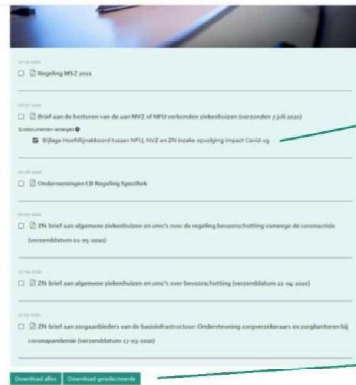 Regeling MSZ 2021
Brief aan de besturen van de aan NVZ of NFU verbonden ziekenhuizen (verzonden 7 juli 2020)
Bijlage Hoofdlijnakkoord tussen NFU, NVZ en ZN inzake opvolging impact Covid-19
Ondernemingen CB Regeling Specifiek
ZN-brief aan algemene ziekenhuizen en umc's over de regeling bevoorschotting vanwege de coronacrisis
(verzenddatum 01-05-2020)
ZN-brief aan algemene ziekenhuizen en umc's over bevoorschotting (verzenddatum 22-04-2020)
ZN-brief aan zorgaanbieders van de basisinfrastructuur: Ondersteuning zorgverzekeraars en zorgkantoren bij
coronapandemie (verzenddatum 17-03-2020)
Download alles Download geselecteerde